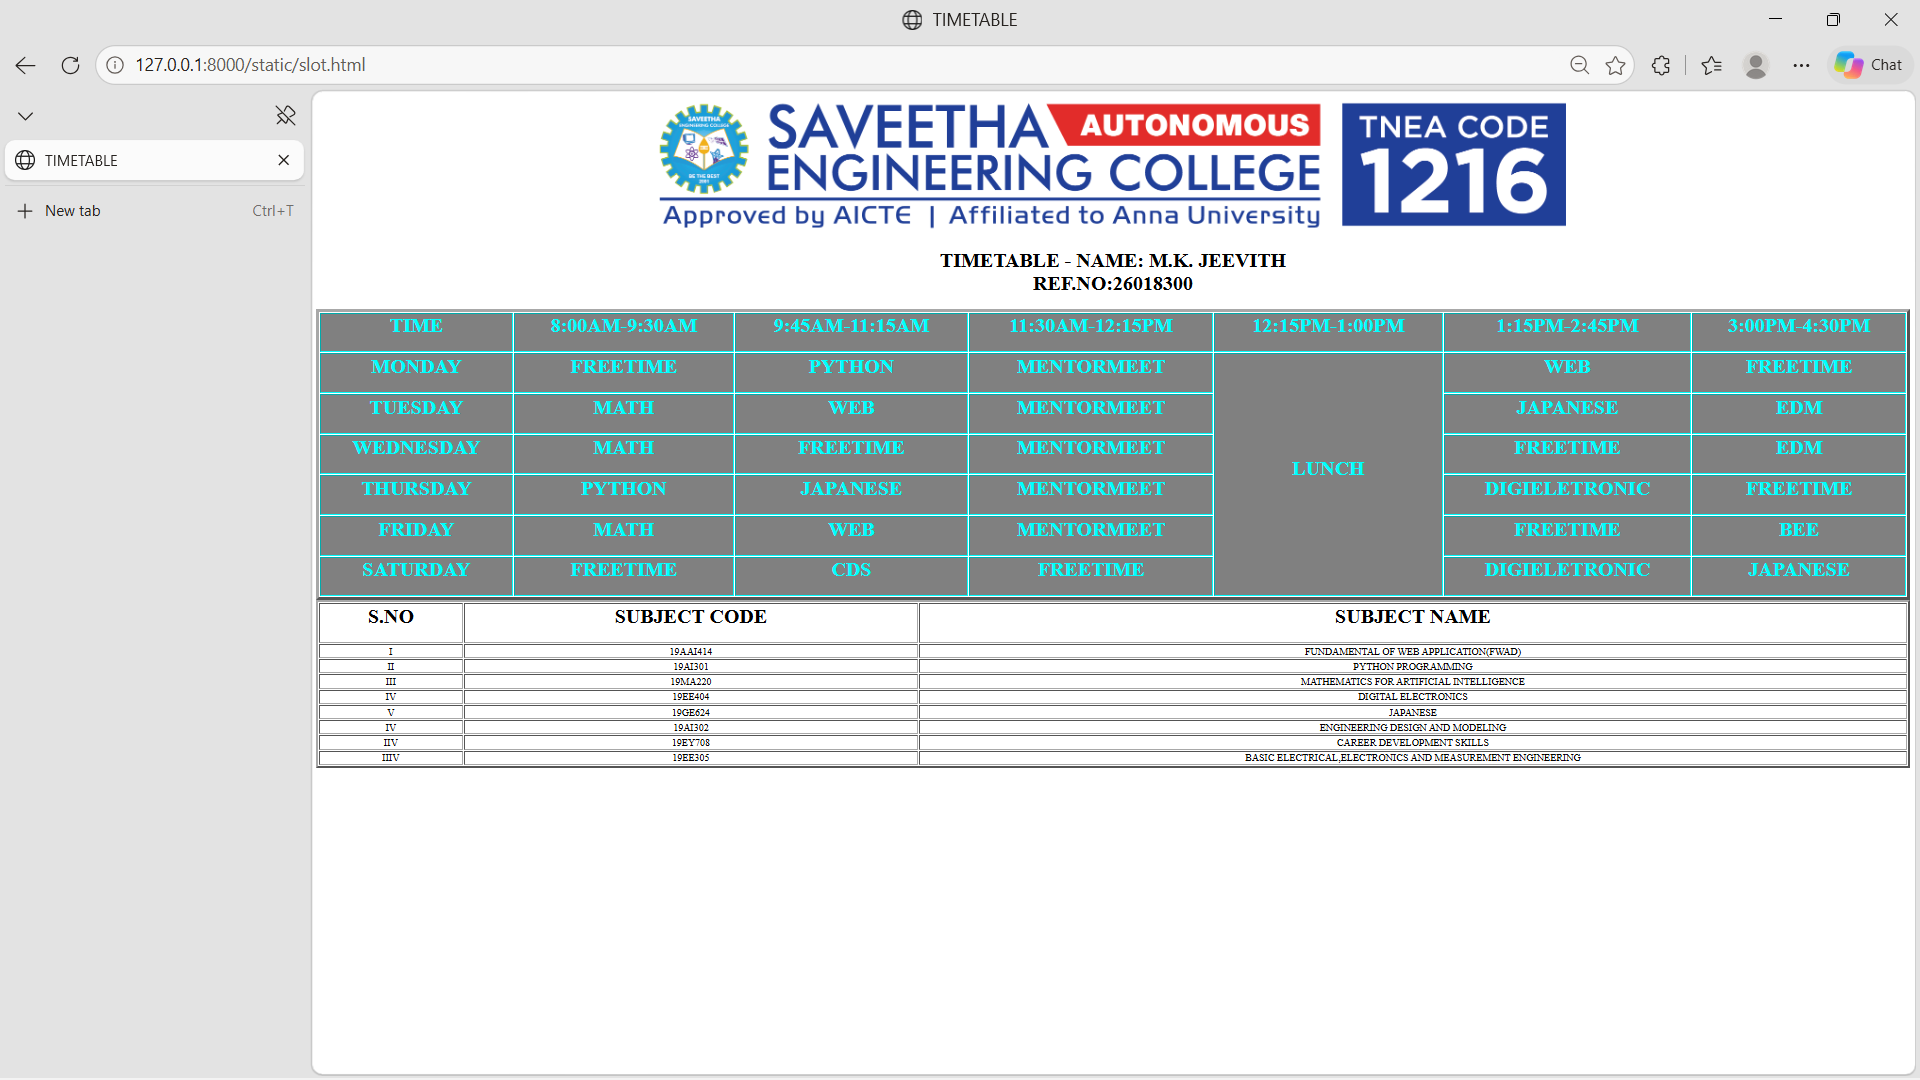 TIMETABLE
127.0.0.1:8000/static/slot.html
Chat
TIMETABLE
New tab Ctrl+T
SAVEETHA ENGINEERING COLLEGE BE THE BEST 2001
SAVEETHA AUTONOMOUS
ENGINEERING COLLEGE
Approved by AICTE | Affiliated to Anna University
TNEA CODE
1216
TIMETABLE - NAME: M.K. JEEVITH
REF.NO:26018300
TIME 8:00AM-9:30AM 9:45AM-11:15AM 11:30AM-12:15PM 12:15PM-1:00PM 1:15PM-2:45PM 3:00PM-4:30PM
MONDAY FREETIME PYTHON MENTORMEET WEB FREETIME
TUESDAY MATH WEB MENTORMEET JAPANESE EDM
WEDNESDAY MATH FREETIME MENTORMEET FREETIME EDM
LUNCH
THURSDAY PYTHON JAPANESE MENTORMEET DIGIELETRONIC FREETIME
FRIDAY MATH WEB MENTORMEET FREETIME BEE
SATURDAY FREETIME CDS FREETIME DIGIELETRONIC JAPANESE
S.NO SUBJECT CODE SUBJECT NAME
I 19AAI414 FUNDAMENTAL OF WEB APPLICATION(FWAD)
II 19AI301 PYTHON PROGRAMMING
III 19MA220 MATHEMATICS FOR ARTIFICIAL INTELLIGENCE
IV 19EE404 DIGITAL ELECTRONICS
V 19GE624 JAPANESE
IV 19AI302 ENGINEERING DESIGN AND MODELING
IIV 19EY708 CAREER DEVELOPMENT SKILLS
IIIV 19EE305 BASIC ELECTRICAL,ELECTRONICS AND MEASUREMENT ENGINEERING